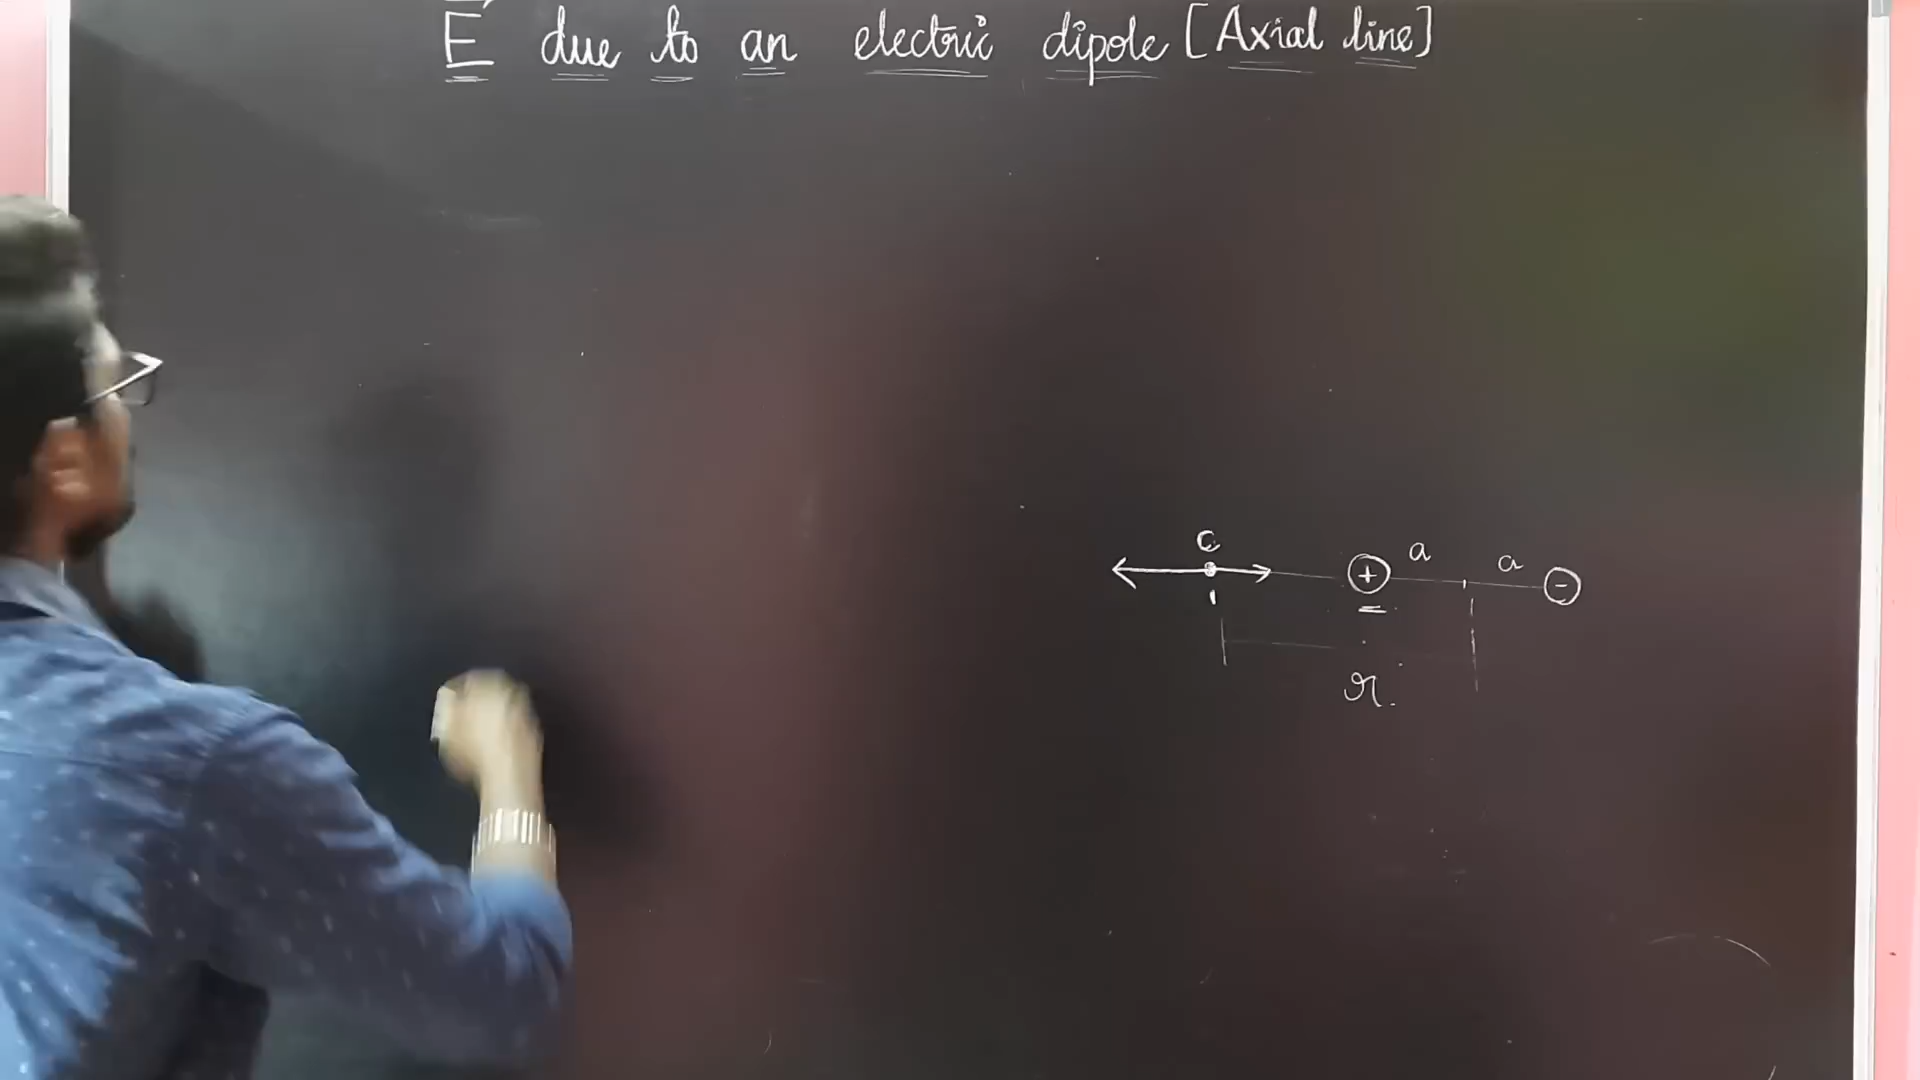 E due to an electric dipole [Axial line]
C
a
a
+
-
r